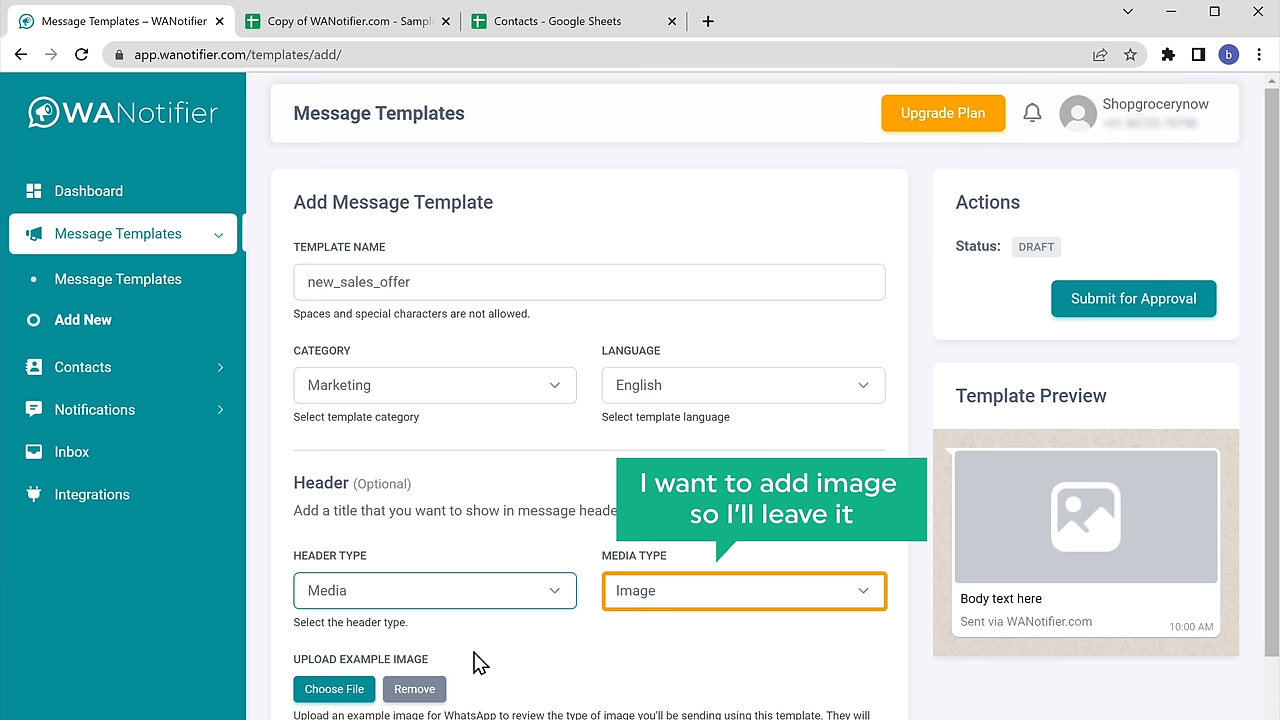 Message Templates – WANotifier
Copy of WANotifier.com - Sampl
Contacts - Google Sheets
app.wanotifier.com/templates/add/
b
WANotifier
Message Templates
Upgrade Plan
Shopgrocerynow
Dashboard
Message Templates
Message Templates
Add New
Contacts
Notifications
Inbox
Integrations
Add Message Template
TEMPLATE NAME
new_sales_offer
Spaces and special characters are not allowed.
CATEGORY
LANGUAGE
Marketing
English
Select template category
Select template language
Header (Optional)
Add a title that you want to show in message heade
I want to add image
so I'll leave it
HEADER TYPE
MEDIA TYPE
Media
Image
Select the header type.
UPLOAD EXAMPLE IMAGE
Choose File
Remove
Upload an example image for WhatsApp to review the type of image you'll be sending using this template. They will
Actions
Status: DRAFT
Submit for Approval
Template Preview
Body text here
Sent via WANotifier.com
10:00 AM